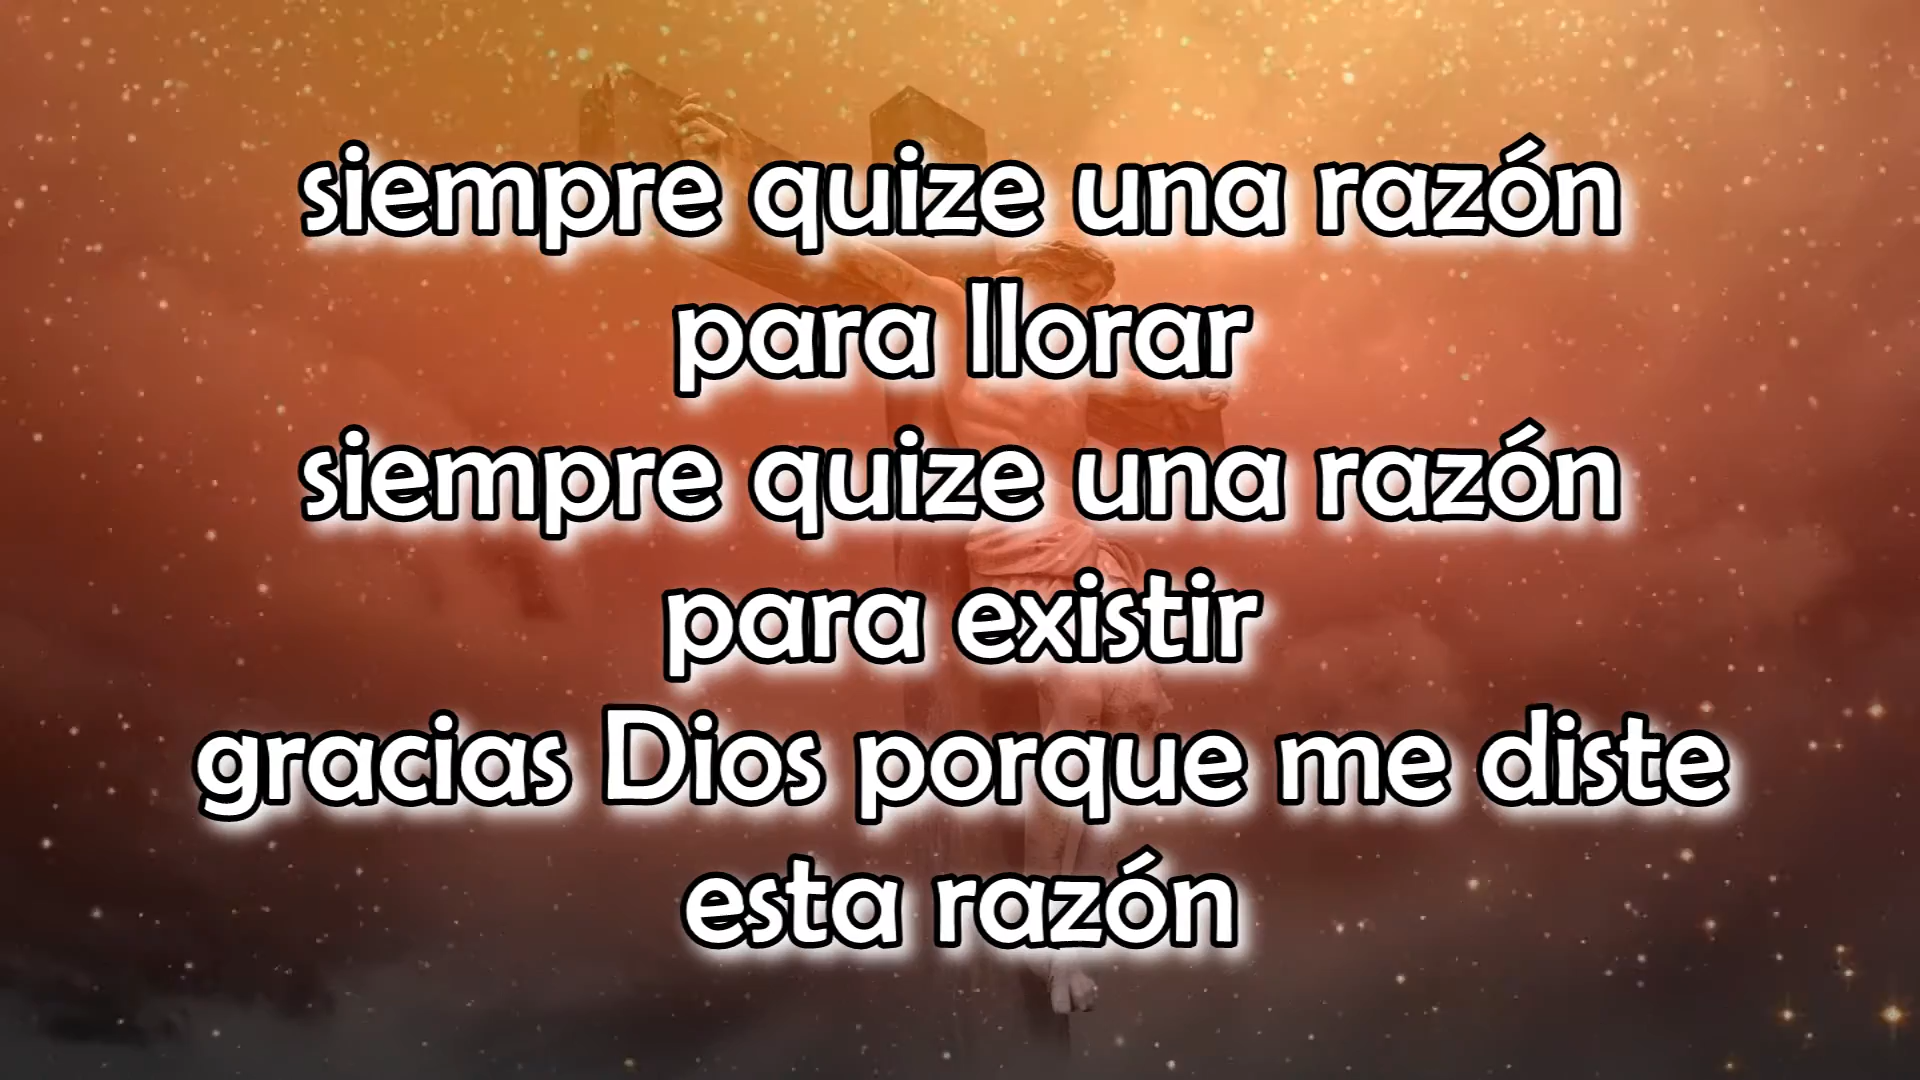 siempre quize una razón
para llorar
siempre quize una razón
para existir
gracias Dios porque me diste
esta razón